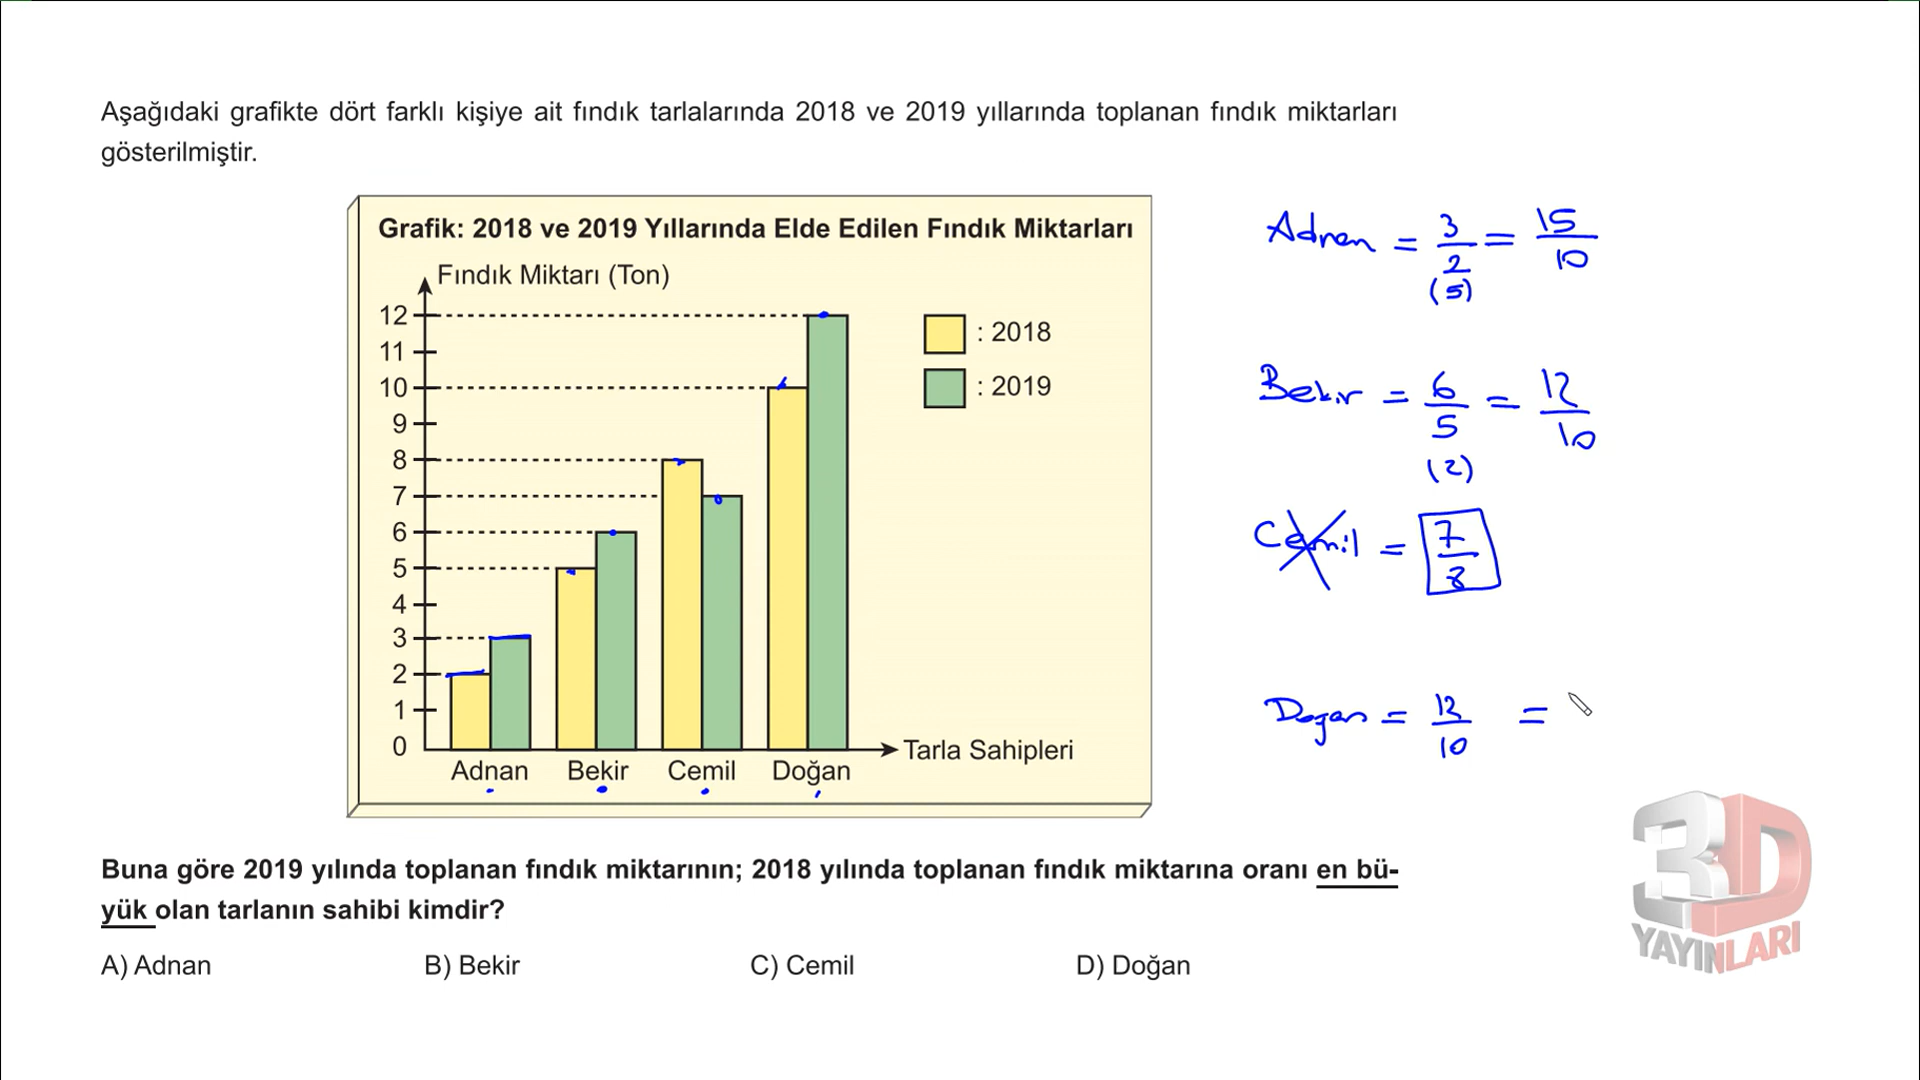 Aşağıdaki grafikte dört farklı kişiye ait fındık tarlalarında 2018 ve 2019 yıllarında toplanan fındık miktarları
gösterilmiştir.
Grafik: 2018 ve 2019 Yıllarında Elde Edilen Fındık Miktarları
Fındık Miktarı (Ton)
12
11
10
9
8
7
6
5
4
3
2
1
0
: 2018
: 2019
Adnan Bekir Cemil Doğan
Tarla Sahipleri
Adnan = 3/2 = 15/10
(5)
Bekir = 6/5 = 12/10
(2)
Cemil = 7/8
Dogan = 12/10 =
Buna göre 2019 yılında toplanan fındık miktarının; 2018 yılında toplanan fındık miktarına oranı en bü-
yük olan tarlanın sahibi kimdir?
A) Adnan B) Bekir C) Cemil D) Doğan
3D
YAYINLARI